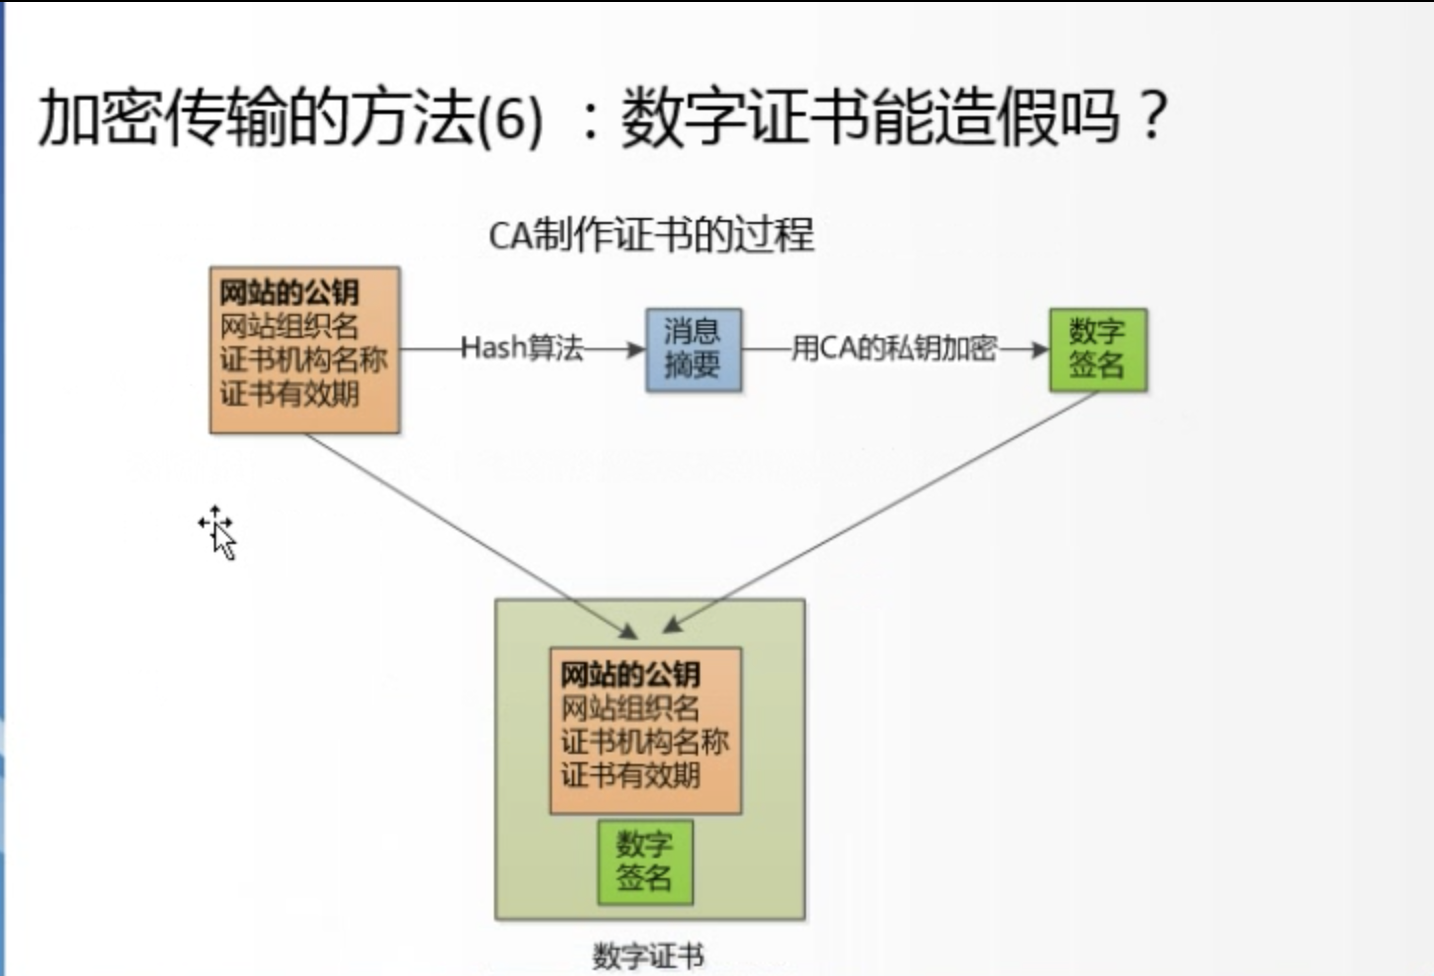 加密传输的方法(6) ：数字证书能造假吗？
CA制作证书的过程
网站的公钥
网站组织名
证书机构名称
证书有效期
Hash算法
消息
摘要
用CA的私钥加密
数字
签名
网站的公钥
网站组织名
证书机构名称
证书有效期
数字
签名
数字证书